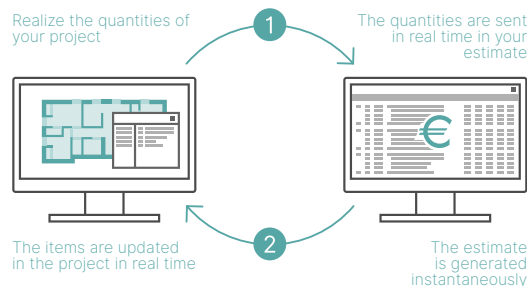 Realize the quantities of
your project
1
The quantities are sent
in real time in your
estimate
€
The items are updated
in the project in real time
2
The estimate
is generated
instantaneously